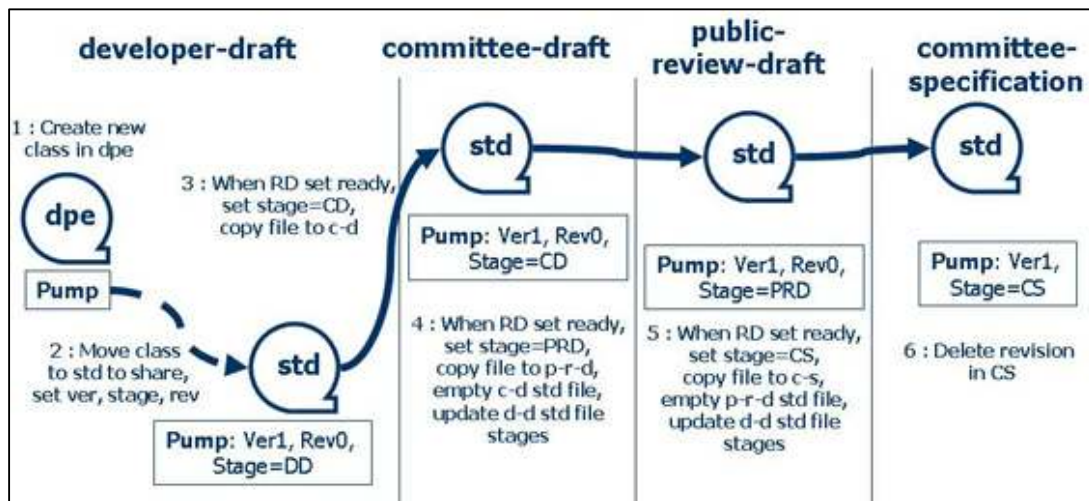 developer-draft
committee-draft
public-
review-draft
committee-
specification
1 : Create new
class in dpe
dpe
Pump
2 : Move class
to std to share,
set ver, stage, rev
std
Pump: Ver1, Rev0,
Stage=DD
3 : When RD set ready,
set stage=CD,
copy file to c-d
std
Pump: Ver1, Rev0,
Stage=CD
4 : When RD set ready,
set stage=PRD,
copy file to p-r-d,
empty c-d std file,
update d-d std file
stages
std
Pump: Ver1, Rev0,
Stage=PRD
5 : When RD set ready,
set stage=CS,
copy file to c-s,
empty p-r-d std file,
update d-d std file
stages
std
Pump: Ver1,
Stage=CS
6 : Delete revision
in CS